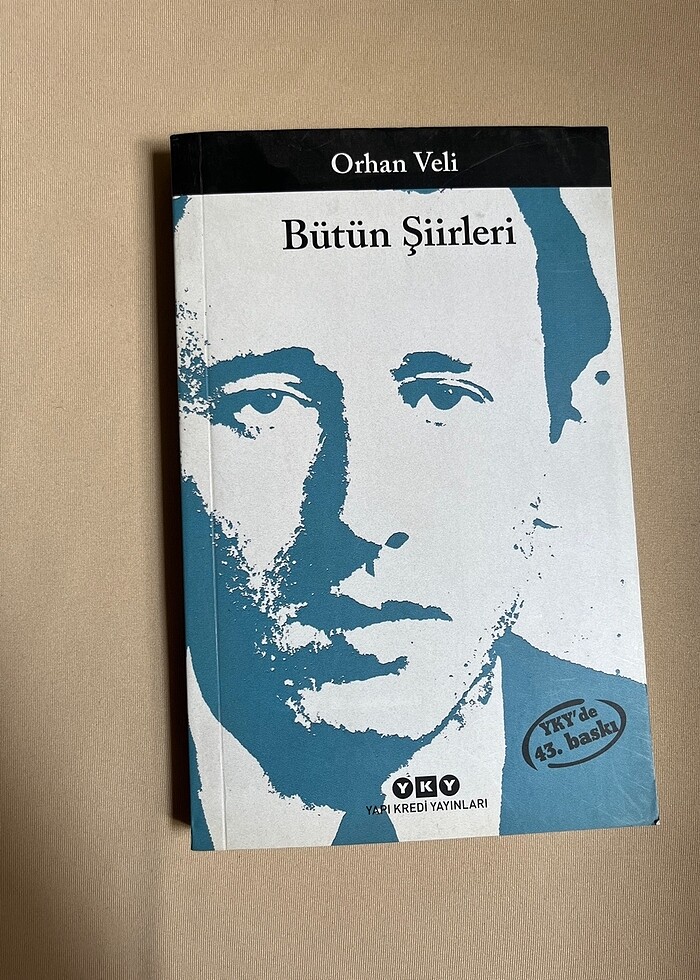 Orhan Veli
Bütün Şiirleri
YKY'de
43. baskı
YKY
YAPI KREDİ YAYINLARI